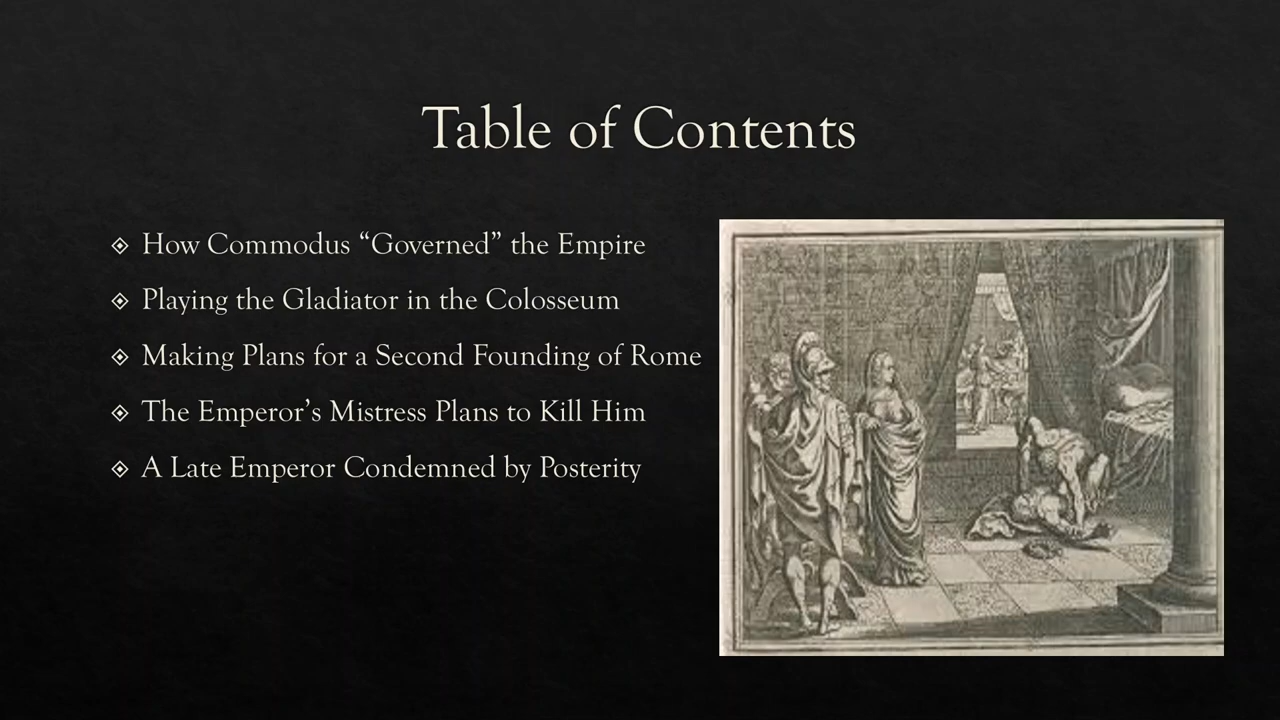 Table of Contents
How Commodus “Governed” the Empire
Playing the Gladiator in the Colosseum
Making Plans for a Second Founding of Rome
The Emperor’s Mistress Plans to Kill Him
A Late Emperor Condemned by Posterity